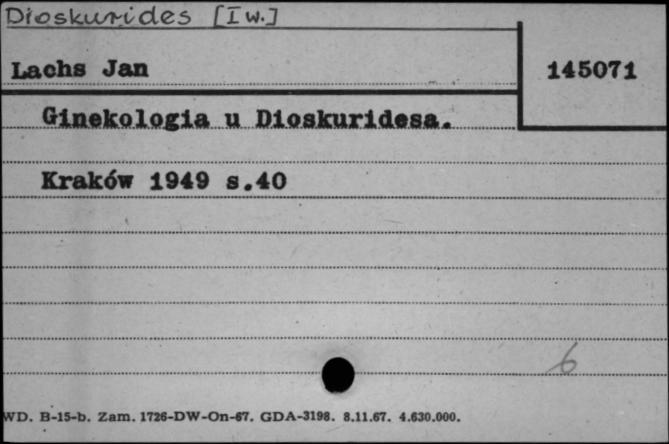 Dioskurides [I w.]
Lachs Jan
145071
Ginekologia u Dioskuridesa.
Kraków 1949 s.40
6
WD. B-15-b. Zam. 1726-DW-On-67. GDA-3198. 8.11.67. 4.630.000.